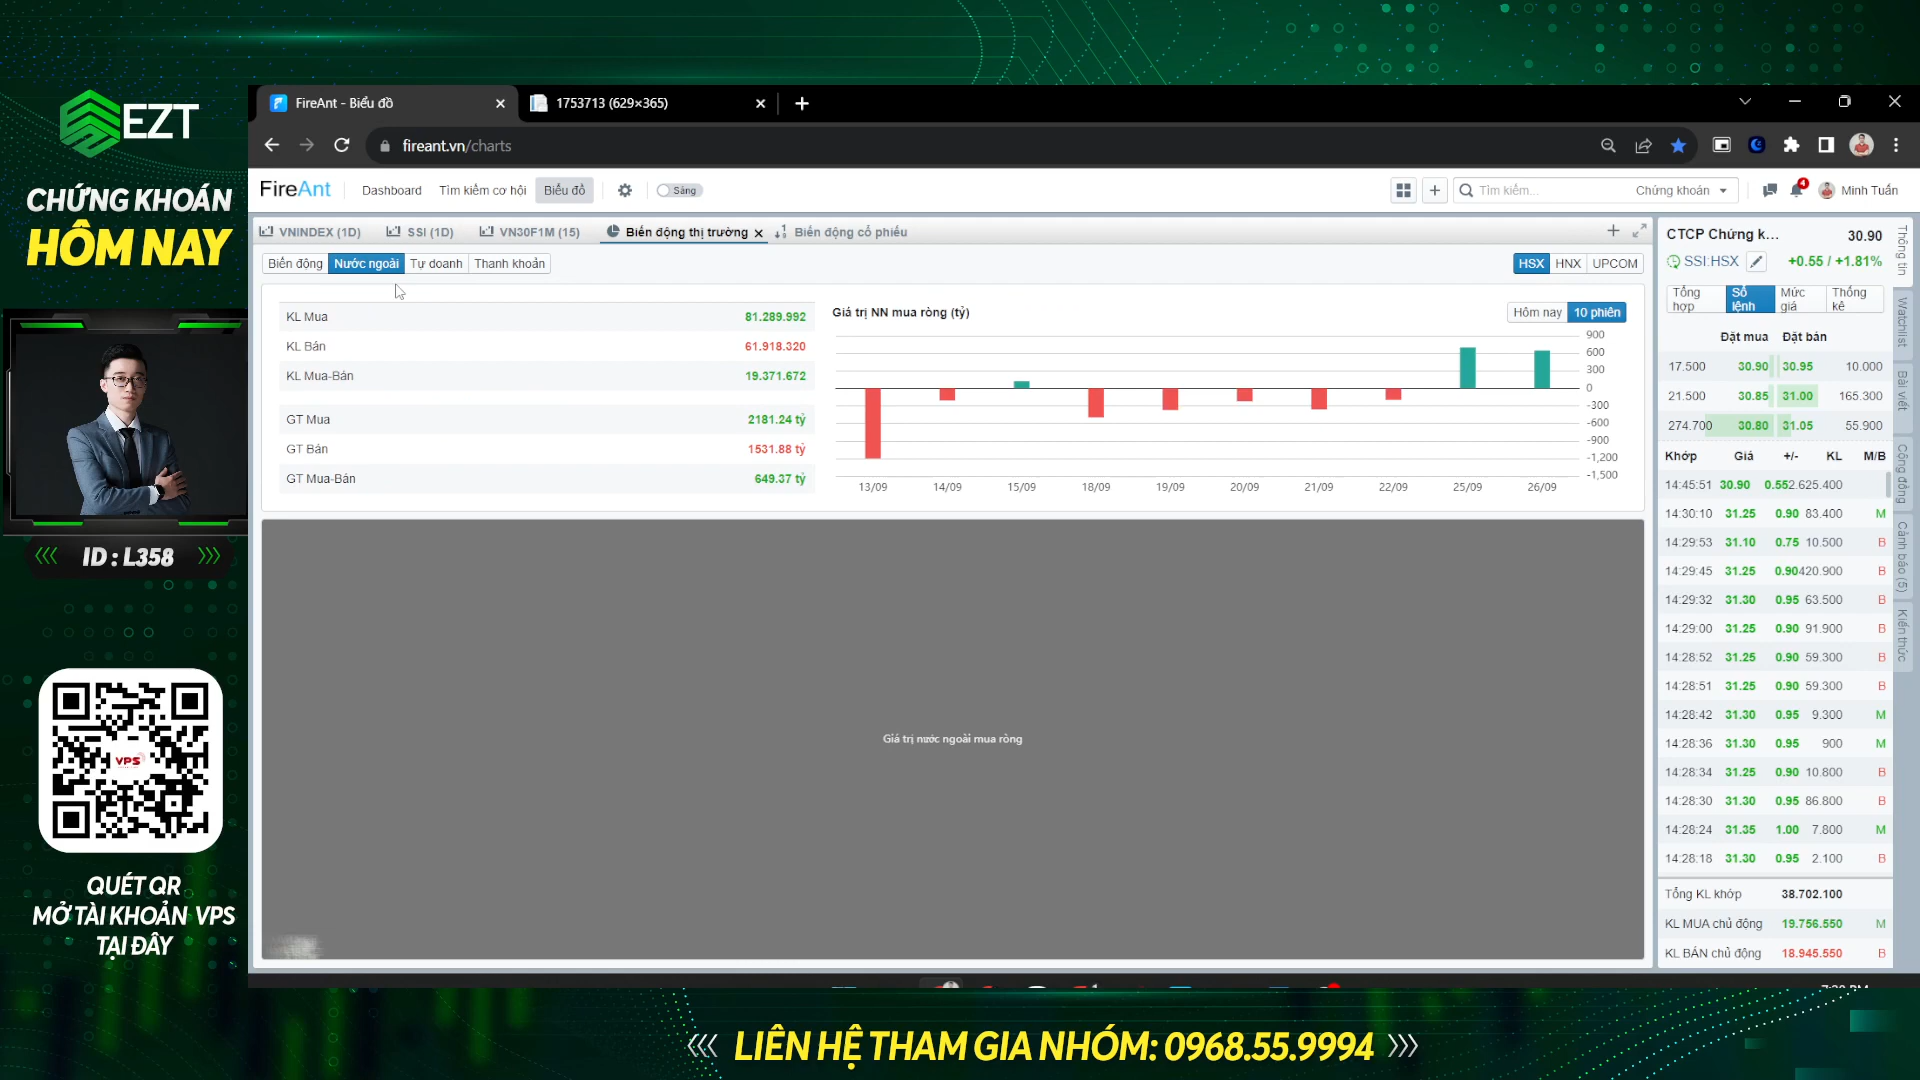 EZT
CHỨNG KHOÁN
HÔM NAY
ID : L358
VPS
QUÉT QR
MỞ TÀI KHOẢN VPS
TẠI ĐÂY
FireAnt - Biểu đồ
1753713 (629×365)
fireant.vn/charts
FireAnt
Dashboard
Tìm kiếm cơ hội
Biểu đồ
Sáng
Tìm kiếm...
Chứng khoán
4
Minh Tuấn
VNINDEX (1D)
SSI (1D)
VN30F1M (15)
Biến động thị trường
Biến động cổ phiếu
Biến động
Nước ngoài
Tự doanh
Thanh khoản
HSX
HNX
UPCOM
KL Mua 81.289.992
KL Bán 61.918.320
KL Mua-Bán 19.371.672
GT Mua 2181.24 tỷ
GT Bán 1531.88 tỷ
GT Mua-Bán 649.37 tỷ
Giá trị NN mua ròng (tỷ)
Hôm nay
10 phiên
900
600
300
0
-300
-600
-900
-1,200
-1,500
13/09 14/09 15/09 18/09 19/09 20/09 21/09 22/09 25/09 26/09
Giá trị nước ngoài mua ròng
CTCP Chứng k... 30.90
SSI:HSX +0.55 / +1.81%
Tổng hợp
Sổ lệnh
Mức giá
Thống kê
Đặt mua Đặt bán
17.500 30.90 30.95 10.000
21.500 30.85 31.00 165.300
274.700 30.80 31.05 55.900
Khớp Giá +/- KL M/B
14:45:51 30.90 0.552.625.400
14:30:10 31.25 0.90 83.400 M
14:29:53 31.10 0.75 10.500 B
14:29:45 31.25 0.90420.900 B
14:29:32 31.30 0.95 63.500 B
14:29:00 31.25 0.90 91.900 B
14:28:52 31.25 0.90 59.300 B
14:28:51 31.25 0.90 59.300 B
14:28:42 31.30 0.95 9.300 M
14:28:36 31.30 0.95 900 M
14:28:34 31.25 0.90 10.800 B
14:28:30 31.30 0.95 86.800 B
14:28:24 31.35 1.00 7.800 M
14:28:18 31.30 0.95 2.100 B
Tổng KL khớp 38.702.100
KL MUA chủ động 19.756.550 M
KL BÁN chủ động 18.945.550 B
Thông tin
Watchlist
Bài viết
Cộng đồng
Cảnh báo (5)
Kiến thức
LIÊN HỆ THAM GIA NHÓM: 0968.55.9994